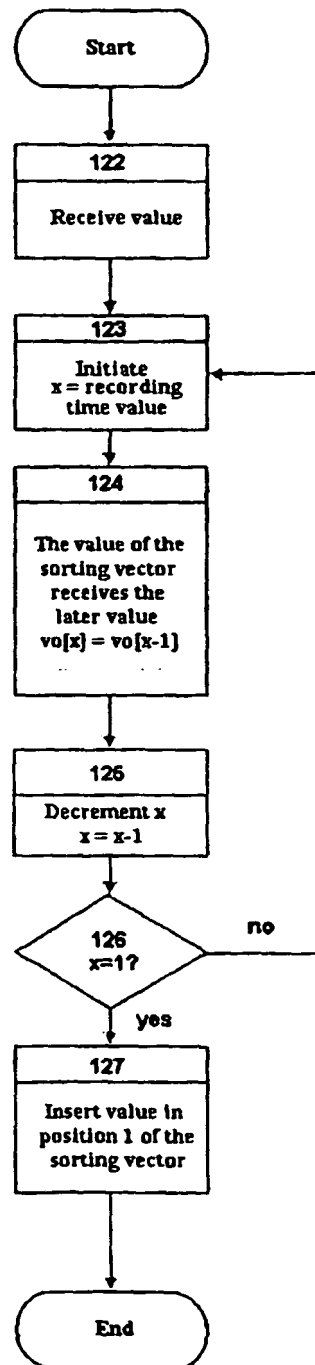 Start
122
Receive value
123
Initiate
x = recording
time value
124
The value of the
sorting vector
receives the
later value
vo[x] = vo[x-1]
126
Decrement x
x = x-1
126
x=1?
no
yes
127
Insert value in
position 1 of the
sorting vector
End